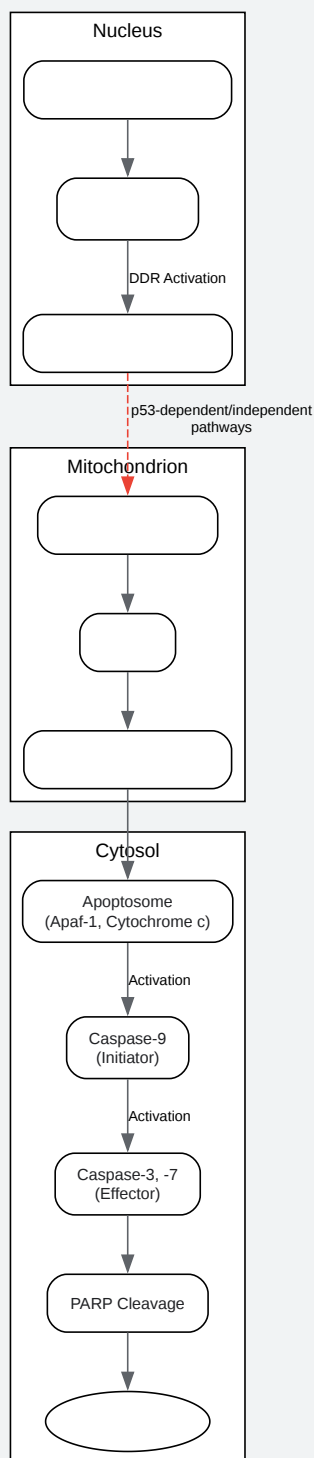 Nucleus
DDR Activation
p53-dependent/independent
pathways
Mitochondrion
Cytosol
Apoptosome
(Apaf-1, Cytochrome c)
Activation
Caspase-9
(Initiator)
Activation
Caspase-3, -7
(Effector)
PARP Cleavage